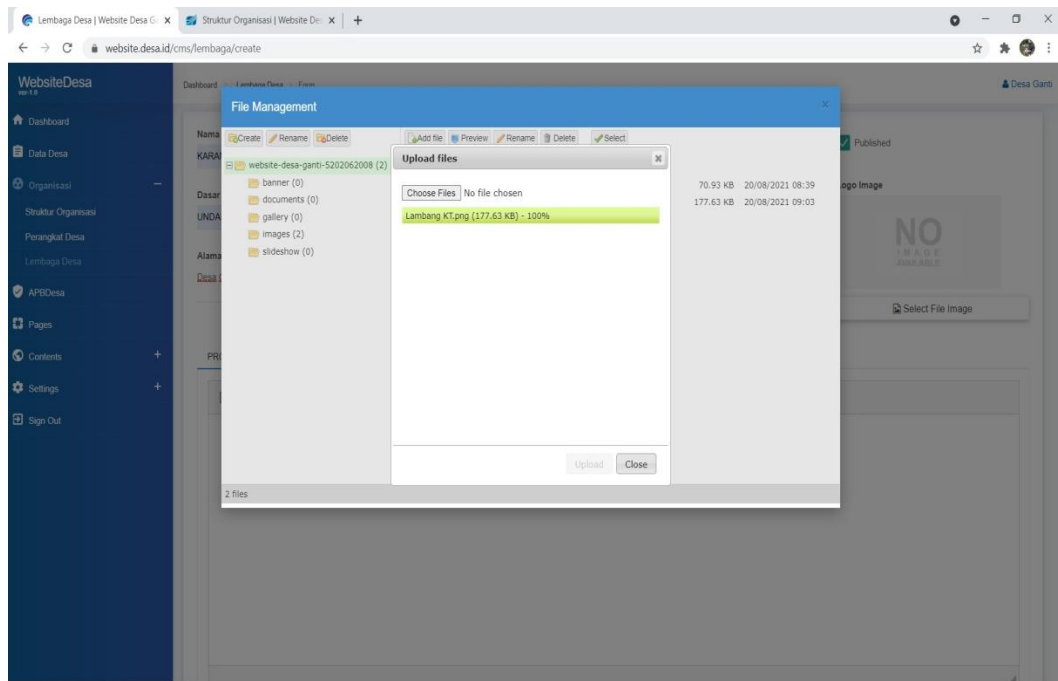 Lembaga Desa | Website Desa G
Struktur Organisasi | Website De
website.desa.id/cms/lembaga/create
WebsiteDesa
ver-1.0
Dashboard
Lembaga Desa
Form
Desa Ganti
File Management
Dashboard
Data Desa
Organisasi
Struktur Organisasi
Perangkat Desa
Lembaga Desa
APBDesa
Pages
Contents
Settings
Sign Out
Nama
KARA
Dasar
UNDA
Alama
Desa
PR
Create Rename Delete
website-desa-ganti-5202062008 (2)
banner (0)
documents (0)
gallery (0)
images (2)
slideshow (0)
Add file Preview Rename Delete Select
Upload files
Choose Files No file chosen
Lambang KT.png (177.63 KB) - 100%
Upload Close
70.93 KB 20/08/2021 08:39
177.63 KB 20/08/2021 09:03
2 files
Published
ogo Image
NO
IMAGE
AVAILABLE
Select File Image